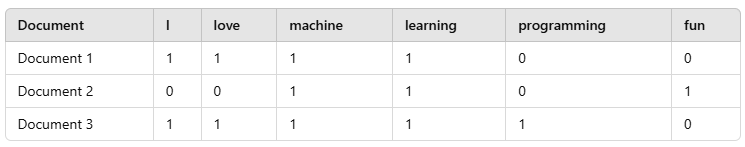 Document I love machine learning programming fun
Document 1 1 1 1 1 0 0
Document 2 0 0 1 1 0 1
Document 3 1 1 1 1 1 0